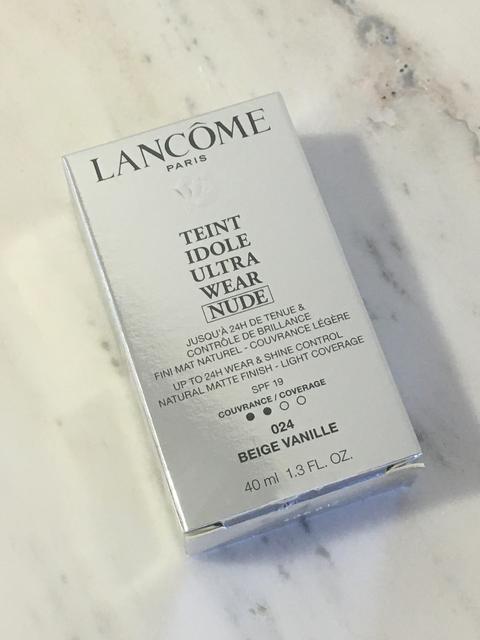 LANCÔME
PARIS
TEINT
IDOLE
ULTRA
WEAR
NUDE
JUSQU'À 24H DE TENUE &
CONTRÔLE DE BRILLANCE
FINI MAT NATUREL - COUVRANCE LÉGÈRE
UP TO 24H WEAR & SHINE CONTROL
NATURAL MATTE FINISH - LIGHT COVERAGE
SPF 19
COUVRANCE / COVERAGE
024
BEIGE VANILLE
40 ml 1.3 FL. OZ.